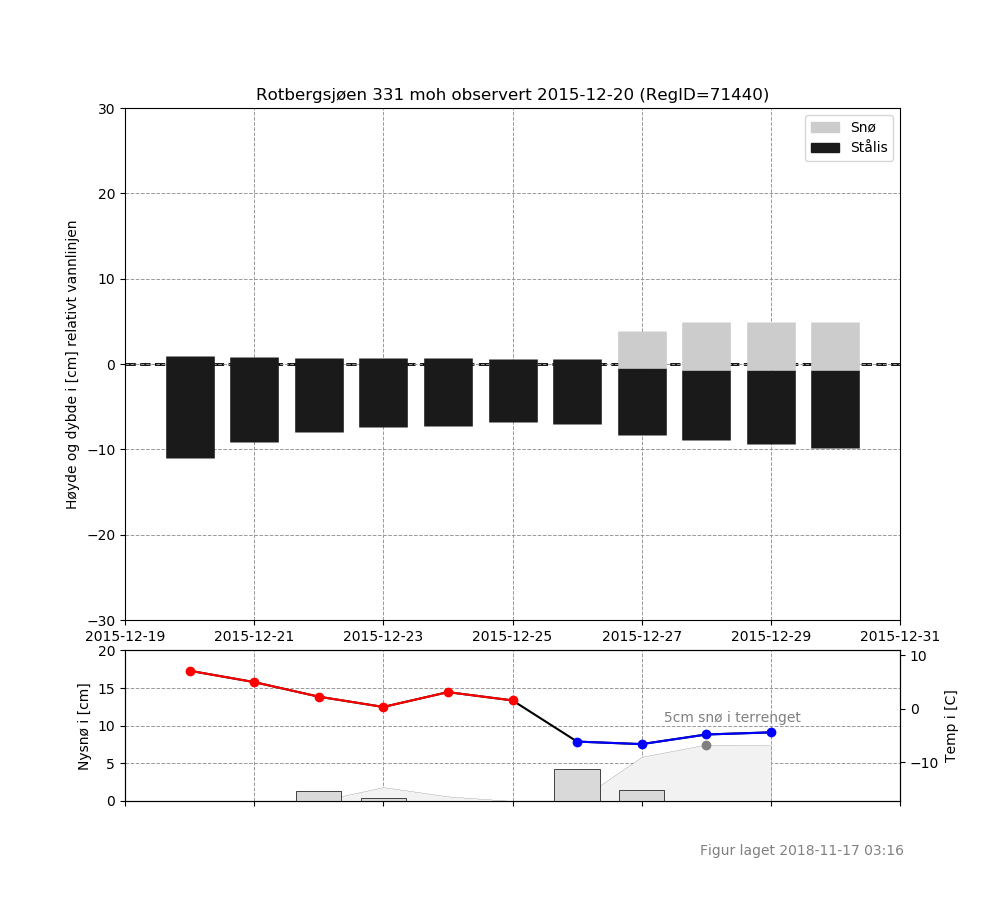 Rotbergsjøen 331 moh observert 2015-12-20 (RegID=71440)
Høyde og dybde i [cm] relativt vannlinjen
30
20
10
0
−10
−20
−30
Snø
Stålis
2015-12-19 2015-12-21 2015-12-23 2015-12-25 2015-12-27 2015-12-29 2015-12-31
Nysnø i [cm]
20
15
10
5
0
5cm snø i terrenget
10
0
−10
Temp i [C]
Figur laget 2018-11-17 03:16